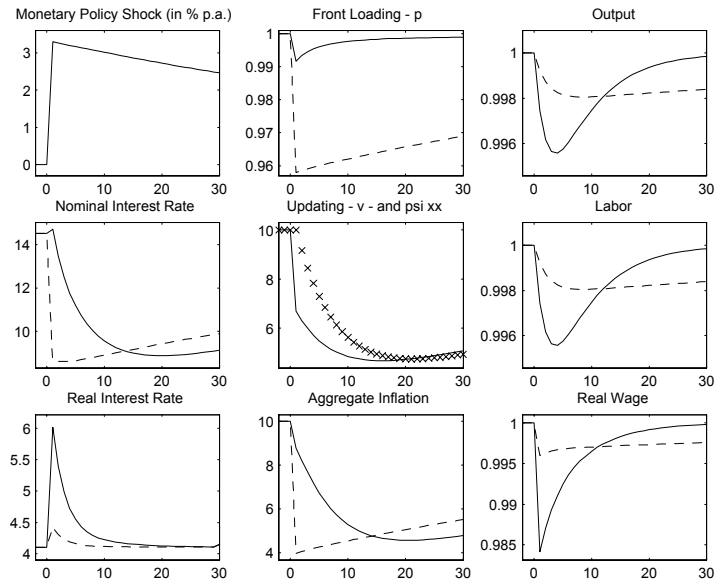 Monetary Policy Shock (in % p.a.)
3
2
1
0
0 10 20 30
Front Loading - p
1
0.99
0.98
0.97
0.96
0 10 20 30
Output
1
0.998
0.996
0 10 20 30
Nominal Interest Rate
14
12
10
0 10 20 30
Updating - v - and psi xx
10
8
6
0 10 20 30
Labor
1
0.998
0.996
0 10 20 30
Real Interest Rate
6
5.5
5
4.5
4
0 10 20 30
Aggregate Inflation
10
8
6
4
0 10 20 30
Real Wage
1
0.995
0.99
0.985
0 10 20 30